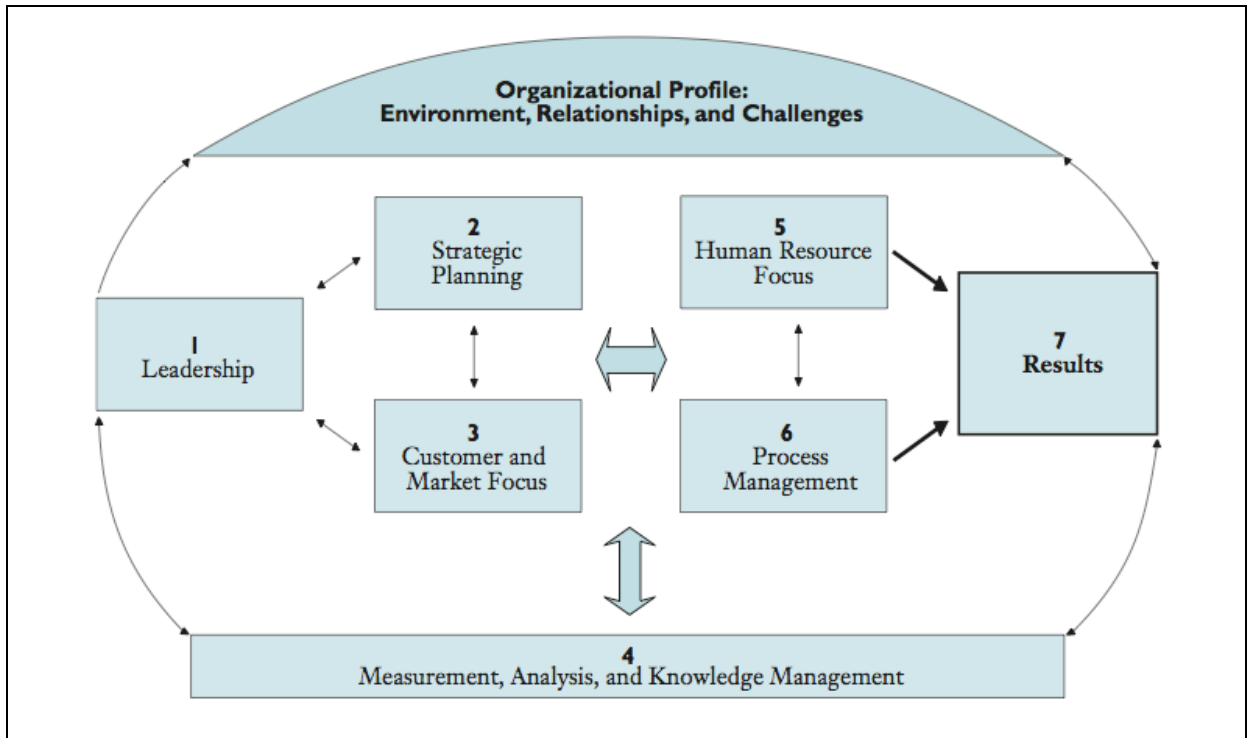 Organizational Profile:
Environment, Relationships, and Challenges
2
Strategic
Planning
5
Human Resource
Focus
1
Leadership
7
Results
3
Customer and
Market Focus
6
Process
Management
4
Measurement, Analysis, and Knowledge Management